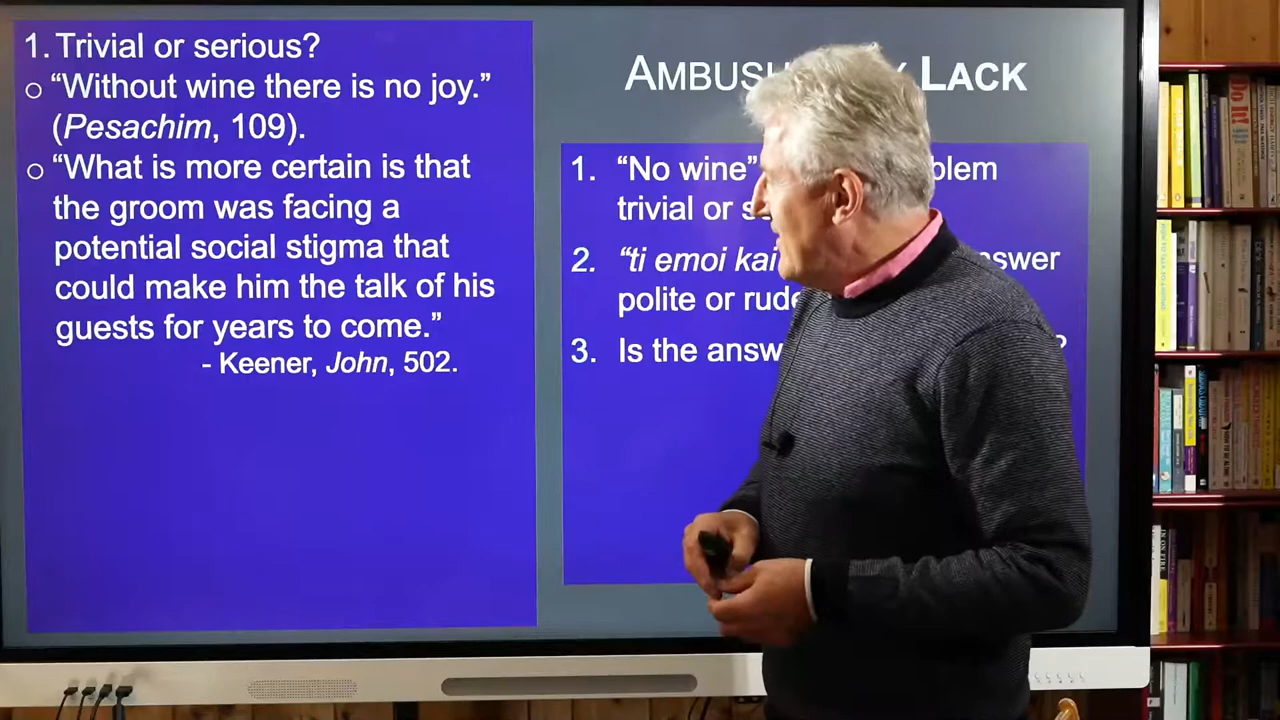 1. Trivial or serious?
o “Without wine there is no joy.”
(Pesachim, 109).
o “What is more certain is that
the groom was facing a
potential social stigma that
could make him the talk of his
guests for years to come.”
- Keener, John, 502.
AMBUSH LACK
1. “No wine” blem
trivial or s
2. “ti emoi kai nswer
polite or rude
3. Is the answ ?
Do It!